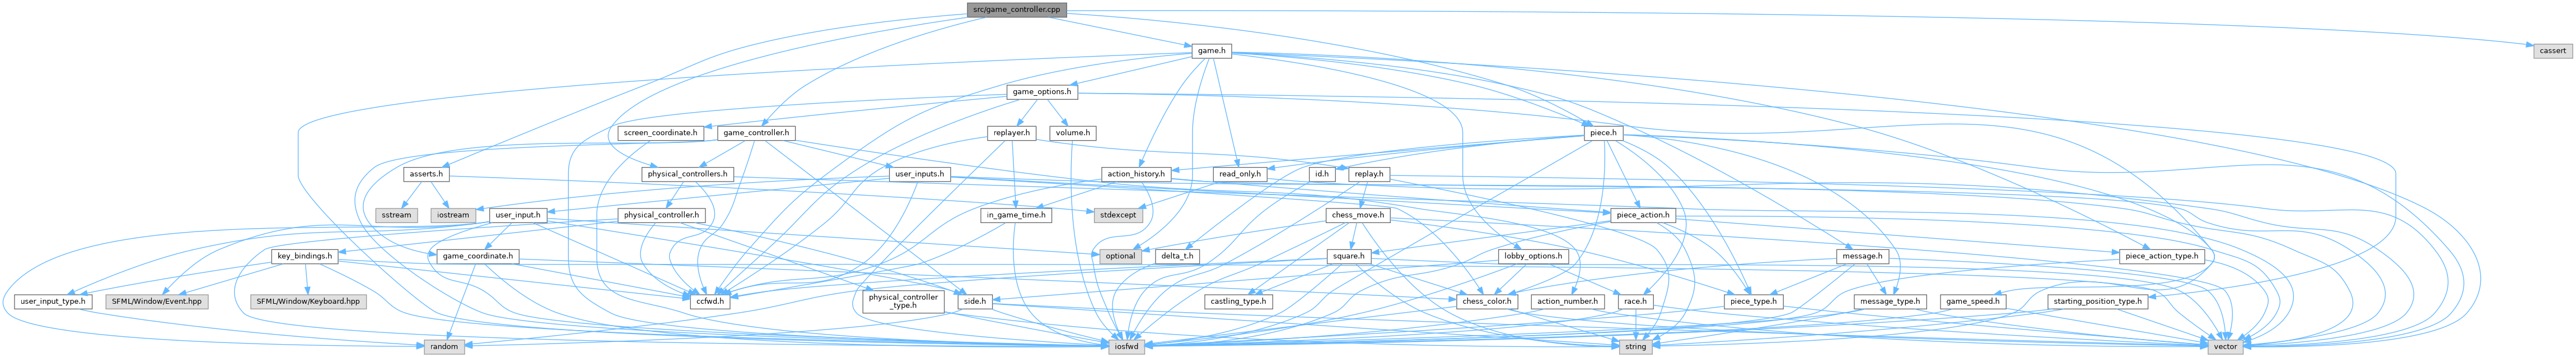 src/game_controller.cpp
game.h
cassert
game_options.h
screen_coordinate.h
game_controller.h
replayer.h
volume.h
piece.h
asserts.h
physical_controllers.h
user_inputs.h
action_history.h
read_only.h
id.h
replay.h
sstream
iostream
user_input.h
physical_controller.h
stdexcept
in_game_time.h
chess_move.h
piece_action.h
key_bindings.h
game_coordinate.h
optional
delta_t.h
square.h
lobby_options.h
message.h
piece_action_type.h
user_input_type.h
SFML/Window/Event.hpp
SFML/Window/Keyboard.hpp
ccfwd.h
physical_controller
_type.h
side.h
castling_type.h
chess_color.h
action_number.h
race.h
piece_type.h
message_type.h
game_speed.h
starting_position_type.h
random
iosfwd
string
vector